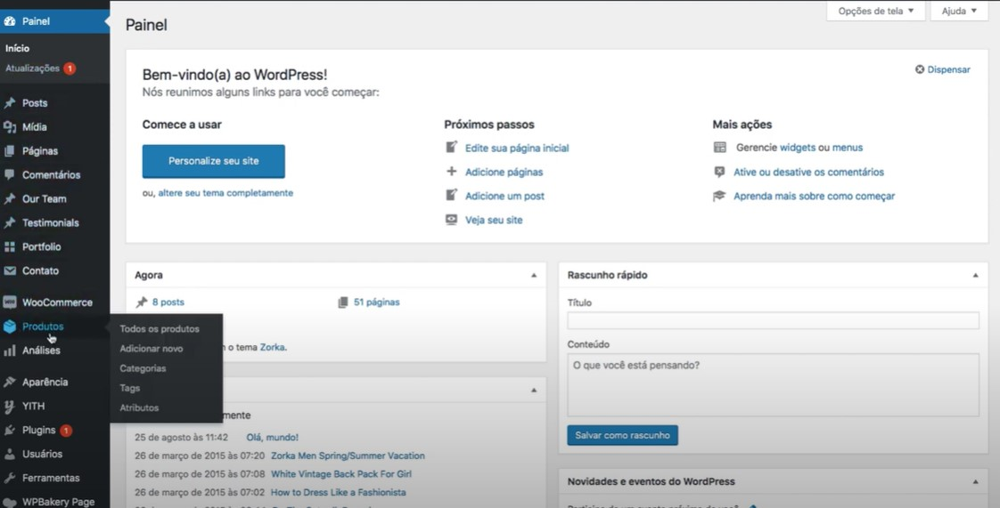 Painel
Início
Atualizações 1
Posts
Mídia
Páginas
Comentários
Our Team
Testimonials
Portfolio
Contato
WooCommerce
Produtos
Análises
Aparência
YITH
Plugins 1
Usuários
Ferramentas
WPBakery Page
Todos os produtos
Adicionar novo
Categorias
Tags
Atributos
Opções de tela
Ajuda
Painel
Bem-vindo(a) ao WordPress!
Dispensar
Nós reunimos alguns links para você começar:
Comece a usar
Personalize seu site
ou, altere seu tema completamente
Próximos passos
Edite sua página inicial
Adicione páginas
Adicione um post
Veja seu site
Mais ações
Gerencie widgets ou menus
Ative ou desative os comentários
Aprenda mais sobre como começar
Agora
8 posts
51 páginas
o tema Zorka.
mente
25 de agosto às 11:42 Olá, mundo!
26 de março de 2015 às 07:20 Zorka Men Spring/Summer Vacation
26 de março de 2015 às 07:08 White Vintage Back Pack For Girl
26 de março de 2015 às 07:02 How to Dress Like a Fashionista
Rascunho rápido
Título
Conteúdo
O que você está pensando?
Salvar como rascunho
Novidades e eventos do WordPress